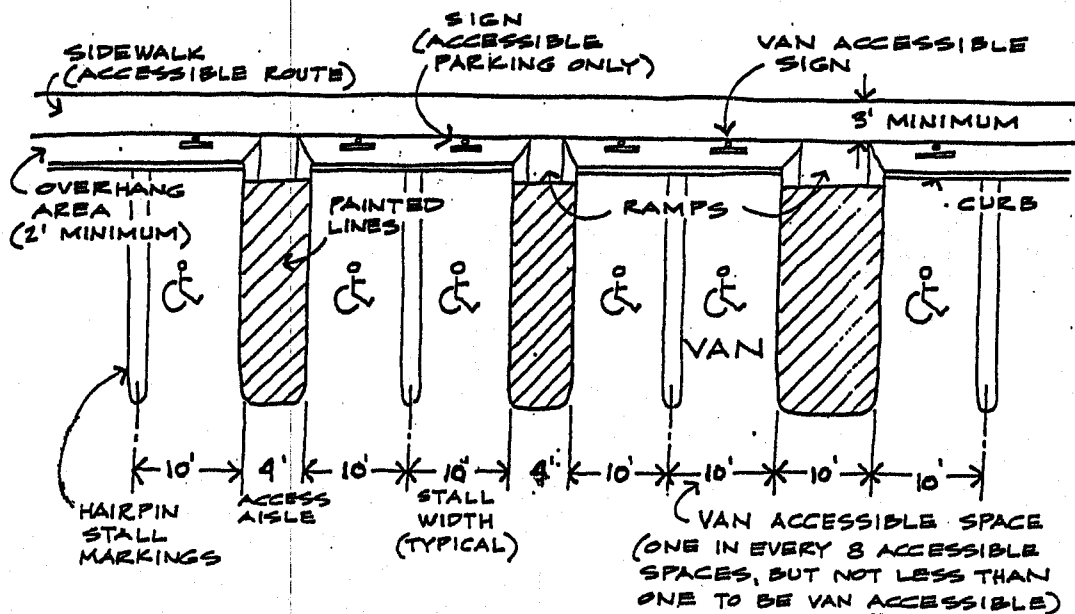 SIDEWALK
(ACCESSIBLE ROUTE)
SIGN
(ACCESSIBLE
PARKING ONLY)
VAN ACCESSIBLE
SIGN
3' MINIMUM
OVERHANG
AREA
(2' MINIMUM)
PAINTED
LINES
RAMPS
CURB
VAN
10'
4'
10'
10'
4'
10'
10'
10'
10'
ACCESS
AISLE
STALL
WIDTH
(TYPICAL)
HAIRPIN
STALL
MARKINGS
VAN ACCESSIBLE SPACE
(ONE IN EVERY 8 ACCESSIBLE
SPACES, BUT NOT LESS THAN
ONE TO BE VAN ACCESSIBLE)